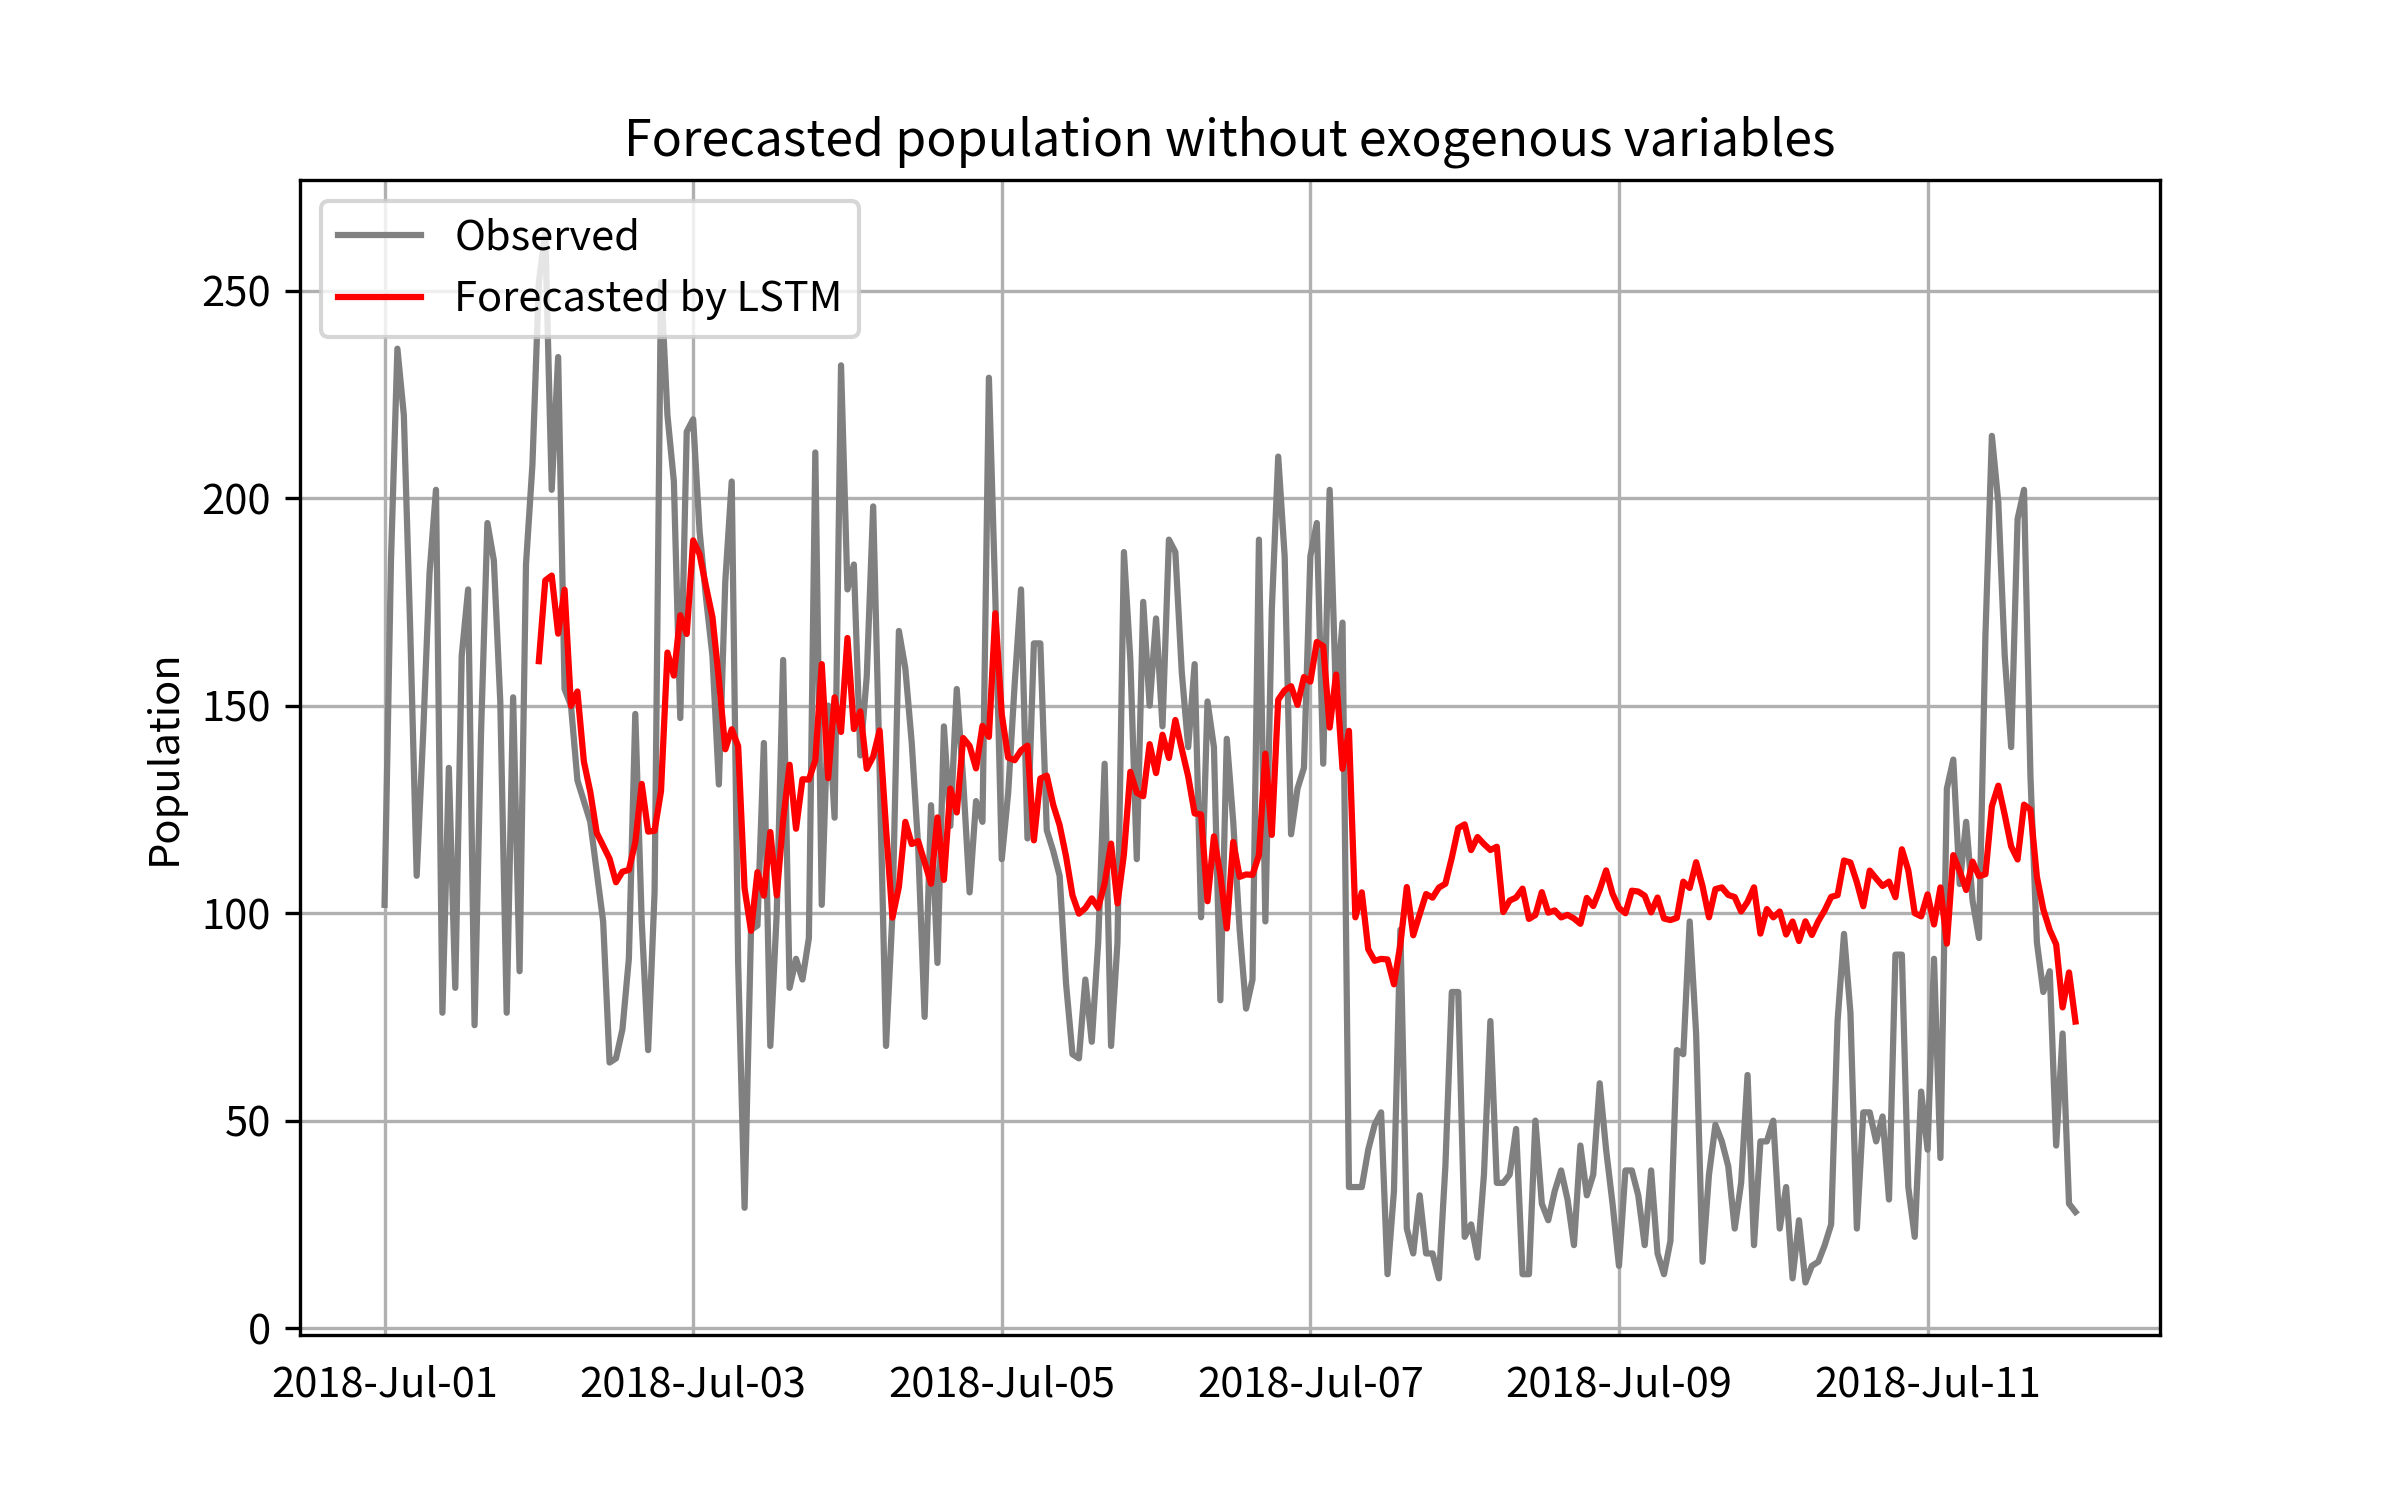 Forecasted population without exogenous variables
Observed
Forecasted by LSTM
Population
250
200
150
100
50
0
2018-Jul-01
2018-Jul-03
2018-Jul-05
2018-Jul-07
2018-Jul-09
2018-Jul-11